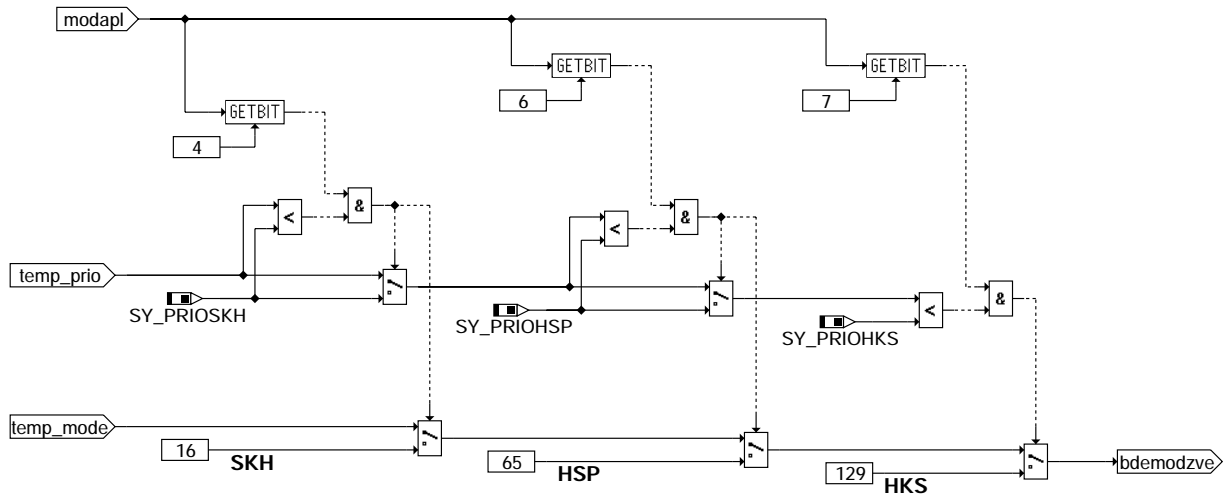 modapl
GETBIT
6
GETBIT
7
GETBIT
4
&
<
<
&
temp_prio
&
SY_PRIOSKH
SY_PRIOHSP
<
SY_PRIOHKS
temp_mode
16
SKH
65
HSP
129
HKS
bdemodzve